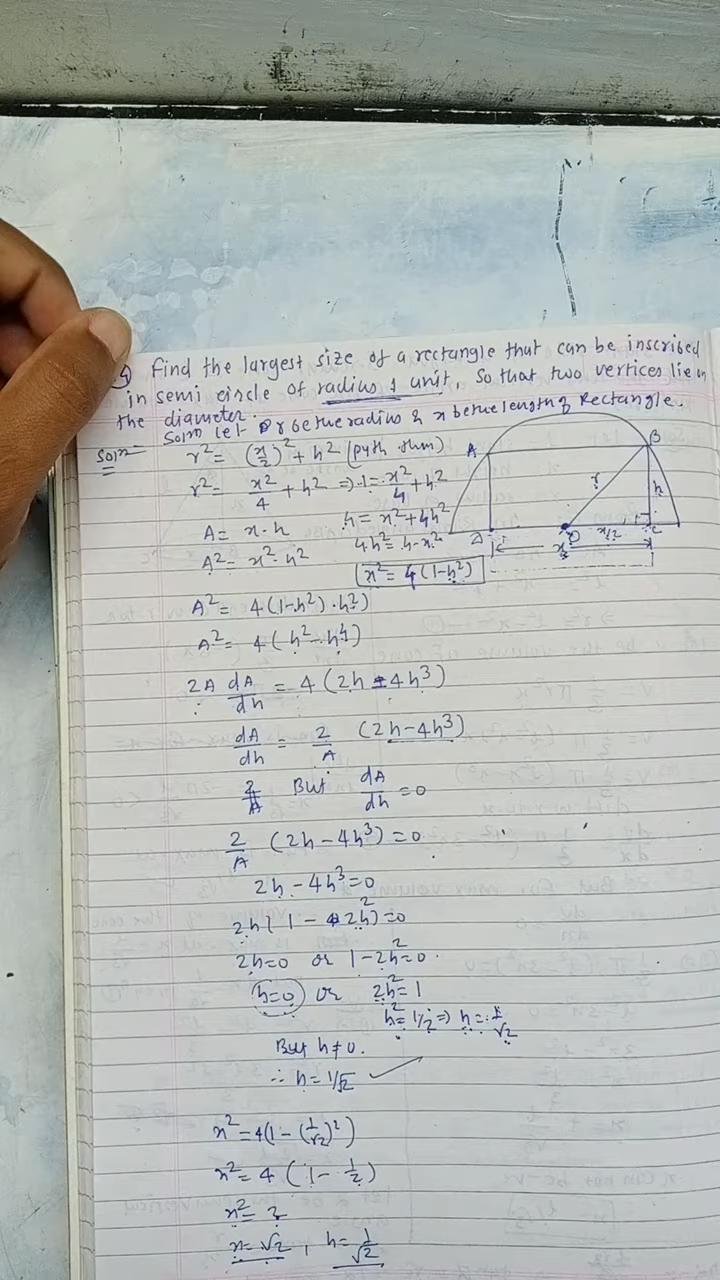 4) Find the largest size of a rectangle that can be inscribed
in semi circle of radius 1 unit, so that two vertices lie on
the diameter.
Soln Let r be the radius & x be the length of Rectangle.
r² = (x/2)² + h² (pyth thm)
r² = x²/4 + h² => 1 = x²/4 + h²
A = x·h
4 = x² + 4h²
A² = x²·h²
4h² = 4-x²
x² = 4(1-h²)
A B r h D O x/2 C x
A² = 4(1-h²)·h²)
A² = 4(h²-h⁴)
2A dA/dh = 4(2h-4h³)
dA/dh = 2/A (2h-4h³)
But dA/dh = 0
2/A (2h-4h³) = 0
2h-4h³=0
2h(1-2h²)=0
2h=0 or 1-2h²=0.
h=0 or 2h²=1
h²=1/2 => h=1/√2
But h≠0.
∴ h=1/√2
x²=4(1-(1/√2)²)
x²=4(1-1/2)
x²=2
x=√2, h=1/√2